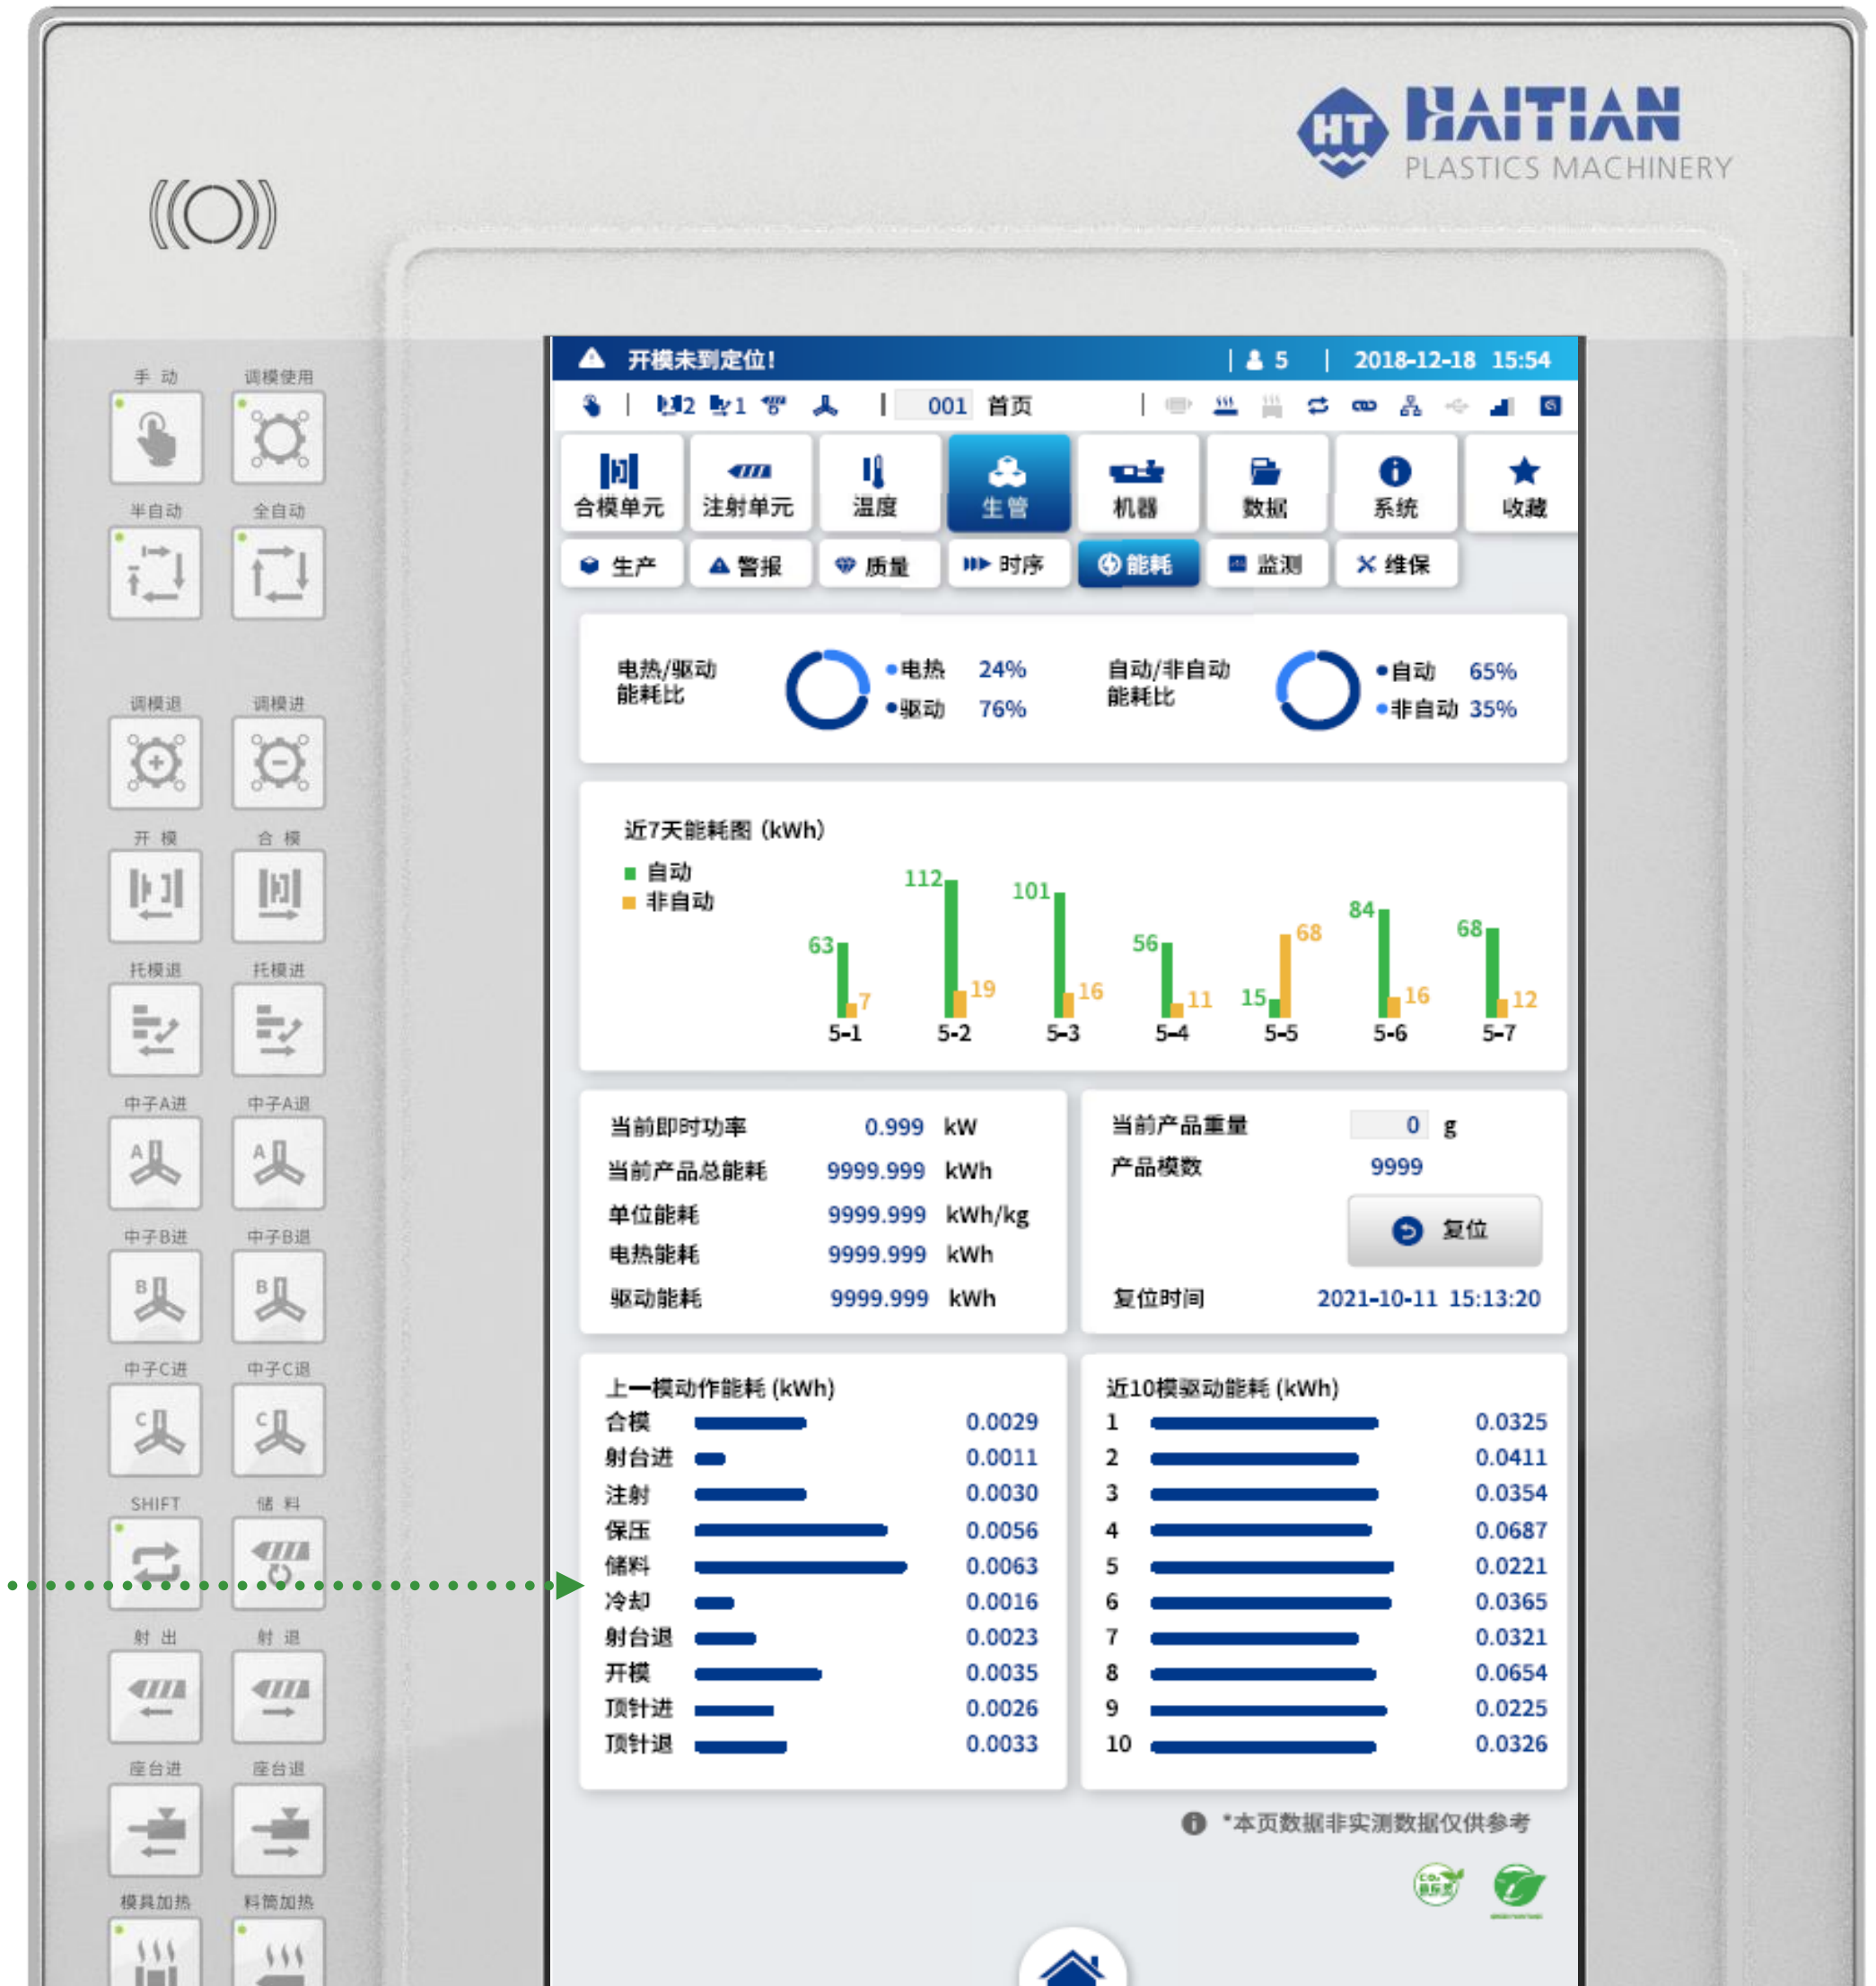 HT HAITIAN
PLASTICS MACHINERY
手 动 调模使用
半自动 全自动
调模退 调模进
开 模 合 模
托模退 托模进
中子A进 中子A退
A A
中子B进 中子B退
B B
中子C进 中子C退
C C
SHIFT 储 料
射 出 射 退
座台进 座台退
模具加热 料筒加热
开模未到定位! | 5 | 2018-12-18 15:54
2 1 001 首页
合模单元 注射单元 温度 生管 机器 数据 系统 收藏
生产 警报 质量 时序 能耗 监测 维保
电热/驱动
能耗比
电热 24%
驱动 76%
自动/非自动
能耗比
自动 65%
非自动 35%
近7天能耗图 (kWh)
自动
非自动
63 7 112 19 101 16 56 11 15 68 84 16 68 12
5-1 5-2 5-3 5-4 5-5 5-6 5-7
当前即时功率 0.999 kW
当前产品总能耗 9999.999 kWh
单位能耗 9999.999 kWh/kg
电热能耗 9999.999 kWh
驱动能耗 9999.999 kWh
当前产品重量 0 g
产品模数 9999
复位
复位时间 2021-10-11 15:13:20
上一模动作能耗 (kWh)
合模 0.0029
射台进 0.0011
注射 0.0030
保压 0.0056
储料 0.0063
冷却 0.0016
射台退 0.0023
开模 0.0035
顶针进 0.0026
顶针退 0.0033
近10模驱动能耗 (kWh)
1 0.0325
2 0.0411
3 0.0354
4 0.0687
5 0.0221
6 0.0365
7 0.0321
8 0.0654
9 0.0225
10 0.0326
*本页数据非实测数据仅供参考